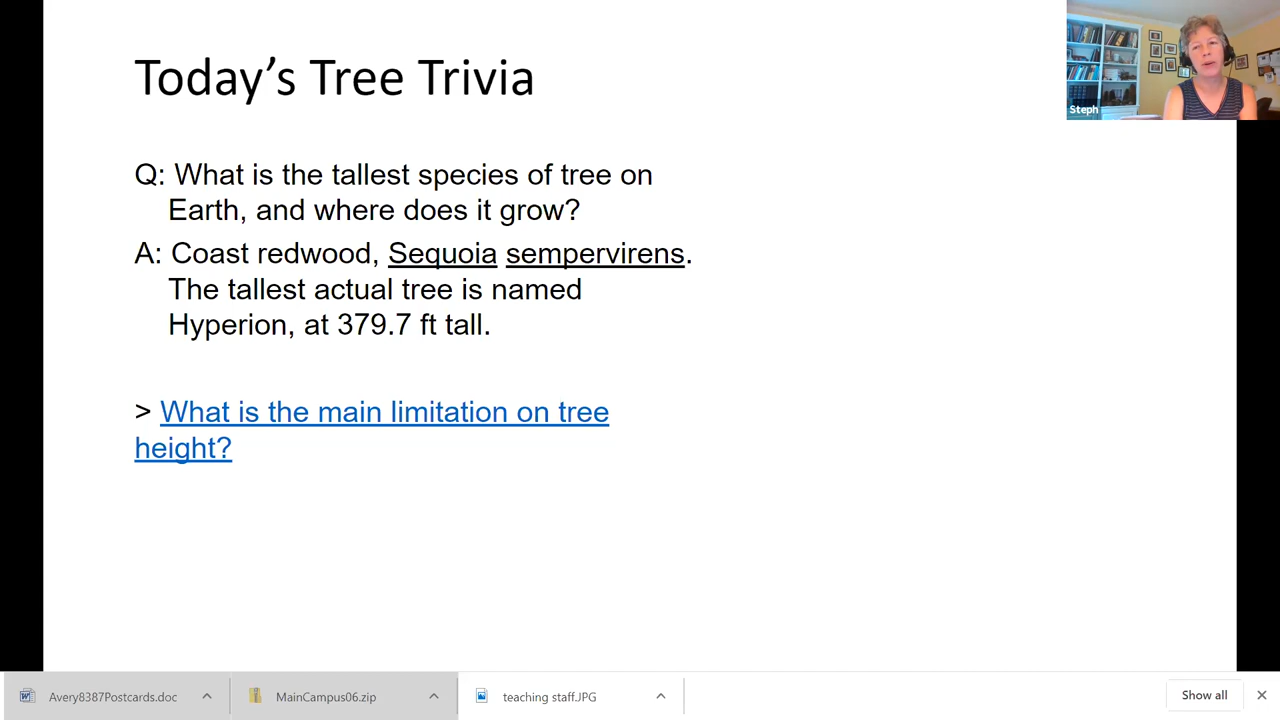 Today's Tree Trivia
Steph
Q: What is the tallest species of tree on
Earth, and where does it grow?
A: Coast redwood, Sequoia sempervirens.
The tallest actual tree is named
Hyperion, at 379.7 ft tall.
> What is the main limitation on tree
height?
Avery8387Postcards.doc
MainCampus06.zip
teaching staff.JPG
Show all